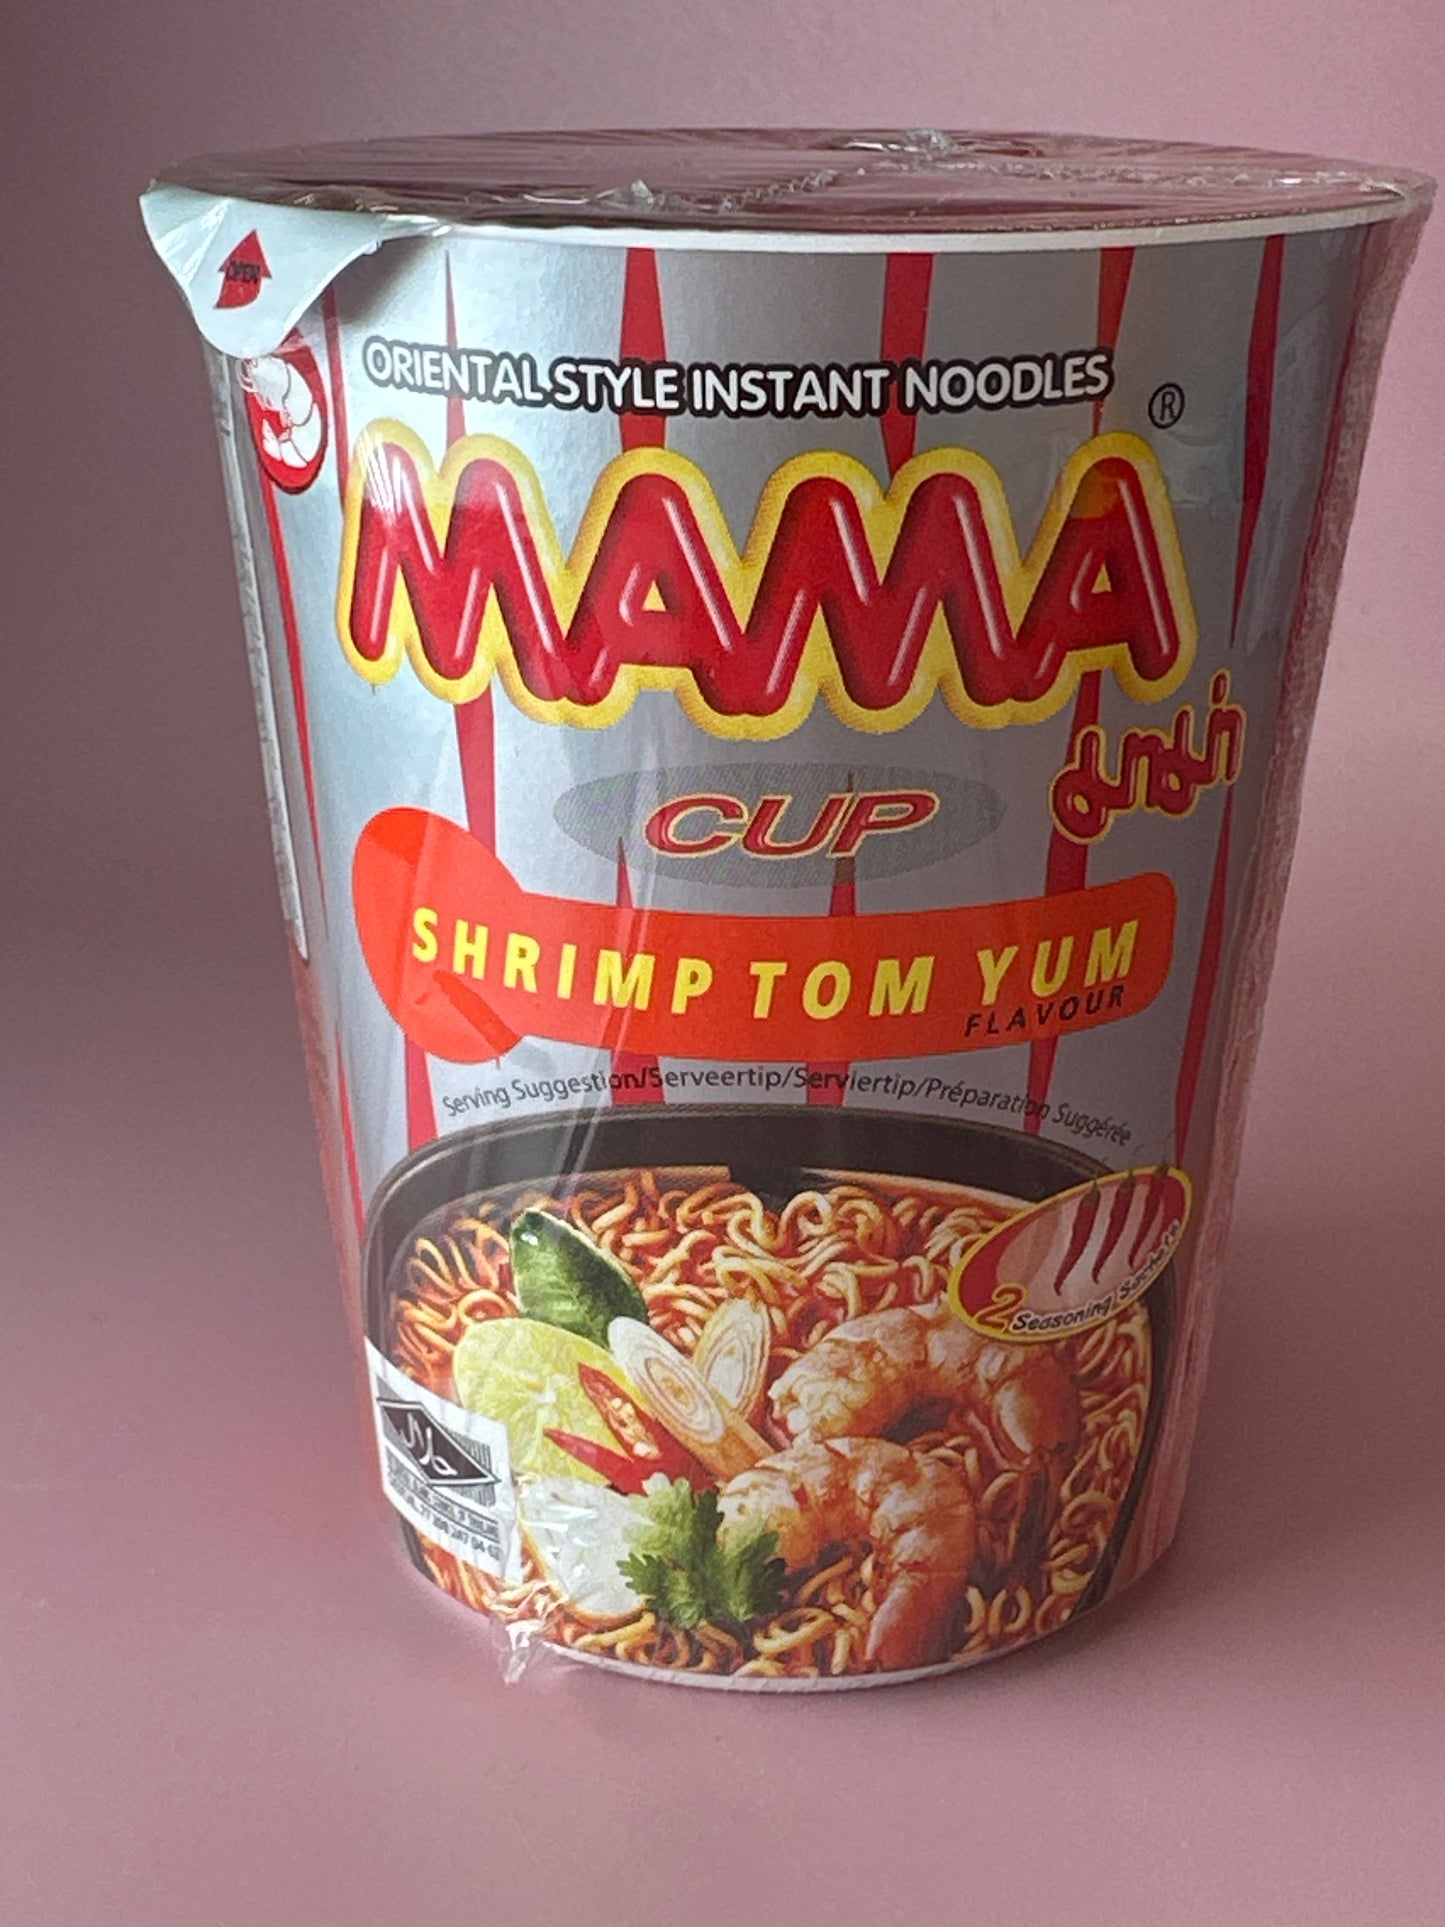 OPEN
ORIENTAL STYLE INSTANT NOODLES
MAMA ®
มาม่า
CUP
SHRIMP TOM YUM
FLAVOUR
Serving Suggestion/Serveertip/Serviertip/Préparation Suggérée
2 Seasoning Sachets
حلال